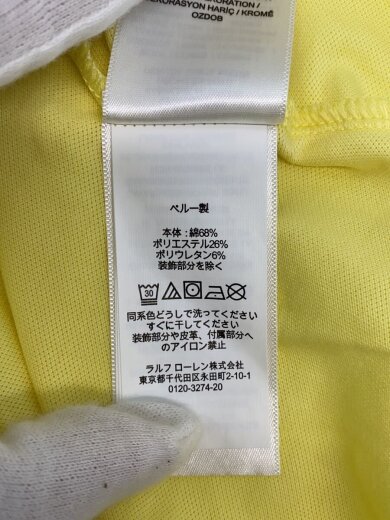 DEKORASYON HARİÇ / KROMĒ
OZDOB
ペルー製
本体 : 綿68%
ポリエステル26%
ポリウレタン6%
装飾部分を除く
30
同系色どうしで洗ってください
すぐに干してください
装飾部分や皮革、付属部分へ
のアイロン禁止
ラルフ ローレン株式会社
東京都千代田区永田町2-10-1
0120-3274-20